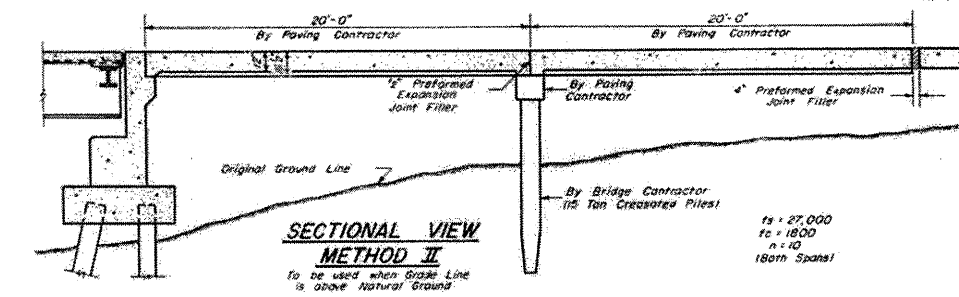 20'-0"
By Paving Contractor
20'-0"
By Paving Contractor
1/2" Preformed
Expansion
Joint Filler
By Paving
Contractor
4" Preformed Expansion
Joint Filler
Original Ground Line
By Bridge Contractor
(15 Ton Creosoted Piles)
SECTIONAL VIEW
METHOD II
To be used when Grade Line
is above Natural Ground
fs = 27,000
fc = 1800
n = 10
(Both Spans)